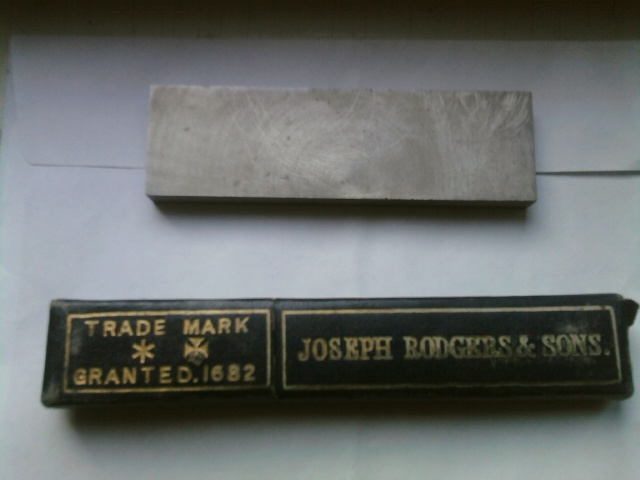 TRADE MARK
GRANTED.1682
JOSEPH RODGERS & SONS.